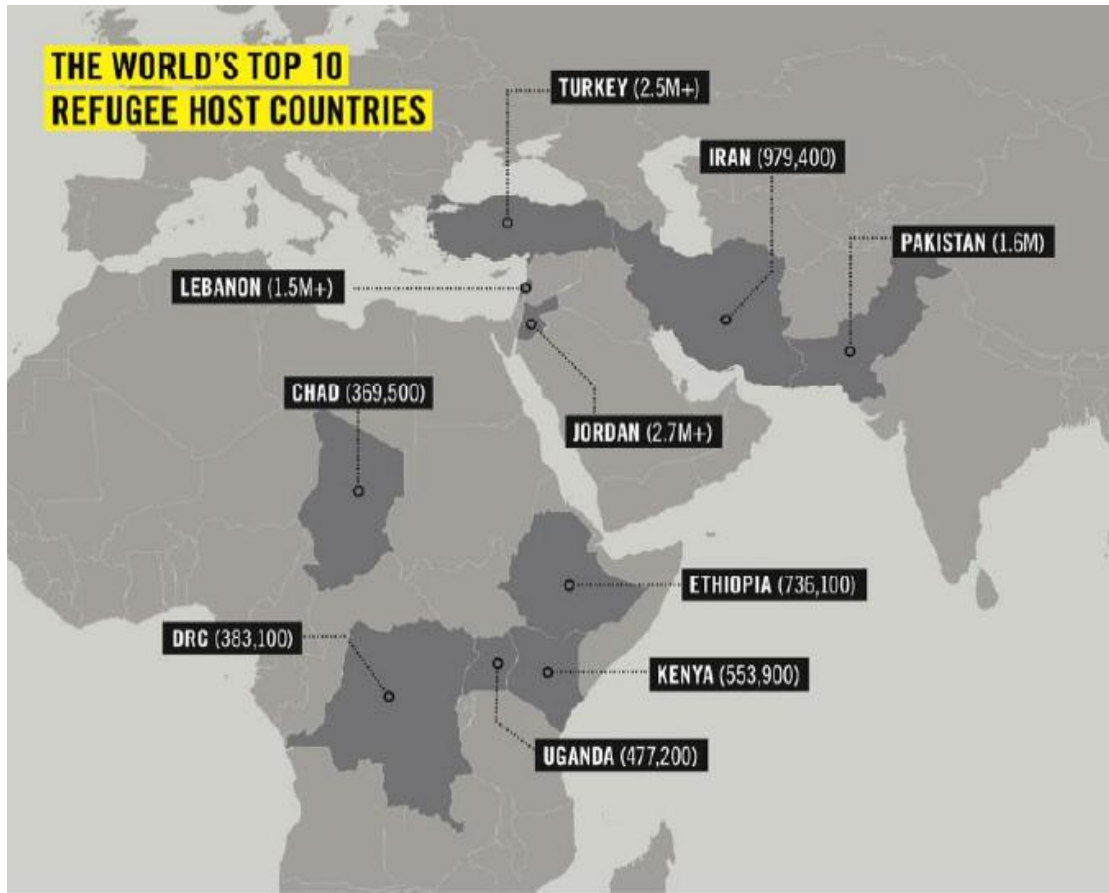 THE WORLD'S TOP 10
REFUGEE HOST COUNTRIES
TURKEY (2.5M+)
IRAN (979,400)
PAKISTAN (1.6M)
LEBANON (1.5M+)
CHAD (369,500)
JORDAN (2.7M+)
ETHIOPIA (736,100)
DRC (383,100)
KENYA (553,900)
UGANDA (477,200)